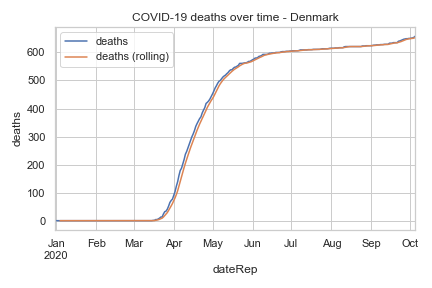 COVID-19 deaths over time - Denmark
deaths
deaths (rolling)
deaths
600
500
400
300
200
100
0
Jan Feb Mar Apr May Jun Jul Aug Sep Oct
2020
dateRep